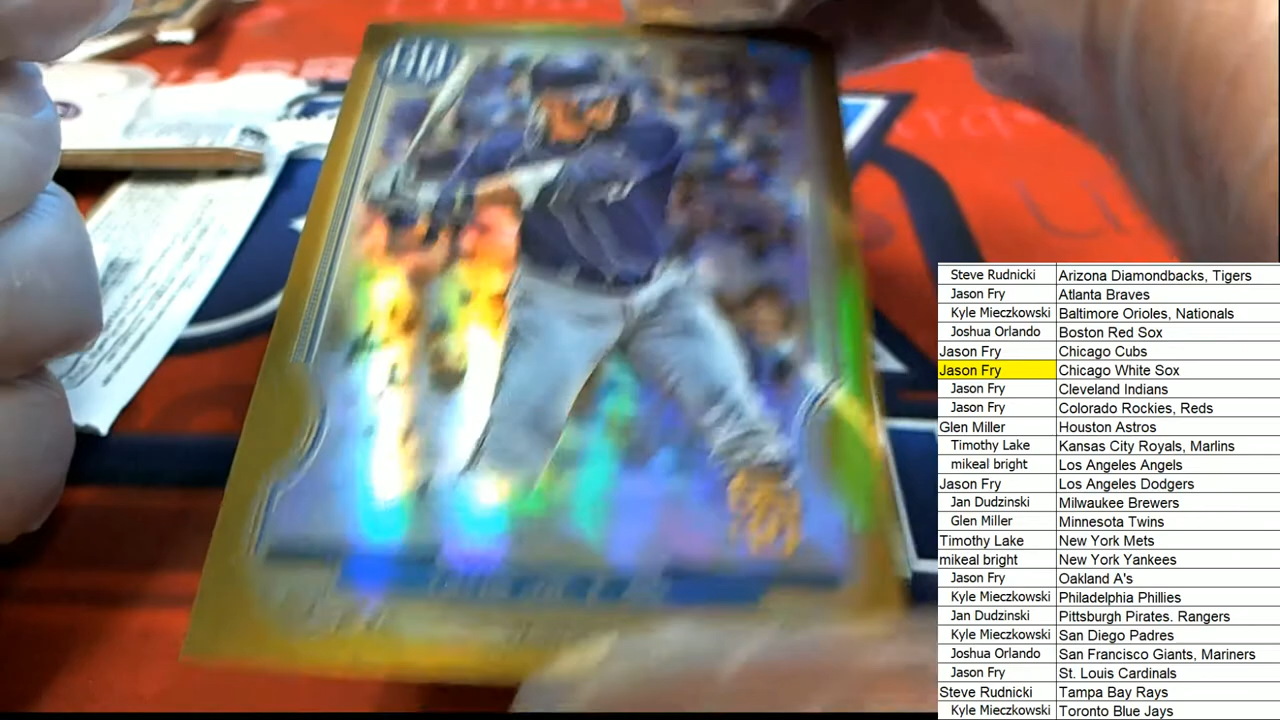 Steve Rudnicki Arizona Diamondbacks, Tigers
Jason Fry Atlanta Braves
Kyle Mieczkowski Baltimore Orioles, Nationals
Joshua Orlando Boston Red Sox
Jason Fry Chicago Cubs
Jason Fry Chicago White Sox
Jason Fry Cleveland Indians
Jason Fry Colorado Rockies, Reds
Glen Miller Houston Astros
Timothy Lake Kansas City Royals, Marlins
mikeal bright Los Angeles Angels
Jason Fry Los Angeles Dodgers
Jan Dudzinski Milwaukee Brewers
Glen Miller Minnesota Twins
Timothy Lake New York Mets
mikeal bright New York Yankees
Jason Fry Oakland A's
Kyle Mieczkowski Philadelphia Phillies
Jan Dudzinski Pittsburgh Pirates. Rangers
Kyle Mieczkowski San Diego Padres
Joshua Orlando San Francisco Giants, Mariners
Jason Fry St. Louis Cardinals
Steve Rudnicki Tampa Bay Rays
Kyle Mieczkowski Toronto Blue Jays